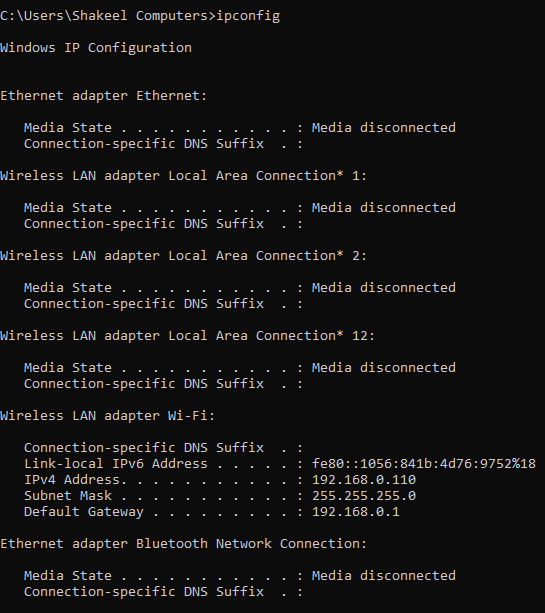 C:\Users\Shakeel Computers>ipconfig
Windows IP Configuration
Ethernet adapter Ethernet:
   Media State . . . . . . . . . . . : Media disconnected
   Connection-specific DNS Suffix  . :
Wireless LAN adapter Local Area Connection* 1:
   Media State . . . . . . . . . . . : Media disconnected
   Connection-specific DNS Suffix  . :
Wireless LAN adapter Local Area Connection* 2:
   Media State . . . . . . . . . . . : Media disconnected
   Connection-specific DNS Suffix  . :
Wireless LAN adapter Local Area Connection* 12:
   Media State . . . . . . . . . . . : Media disconnected
   Connection-specific DNS Suffix  . :
Wireless LAN adapter Wi-Fi:
   Connection-specific DNS Suffix  . :
   Link-local IPv6 Address . . . . . : fe80::1056:841b:4d76:9752%18
   IPv4 Address. . . . . . . . . . . : 192.168.0.110
   Subnet Mask . . . . . . . . . . . : 255.255.255.0
   Default Gateway . . . . . . . . . : 192.168.0.1
Ethernet adapter Bluetooth Network Connection:
   Media State . . . . . . . . . . . : Media disconnected
   Connection-specific DNS Suffix  . :